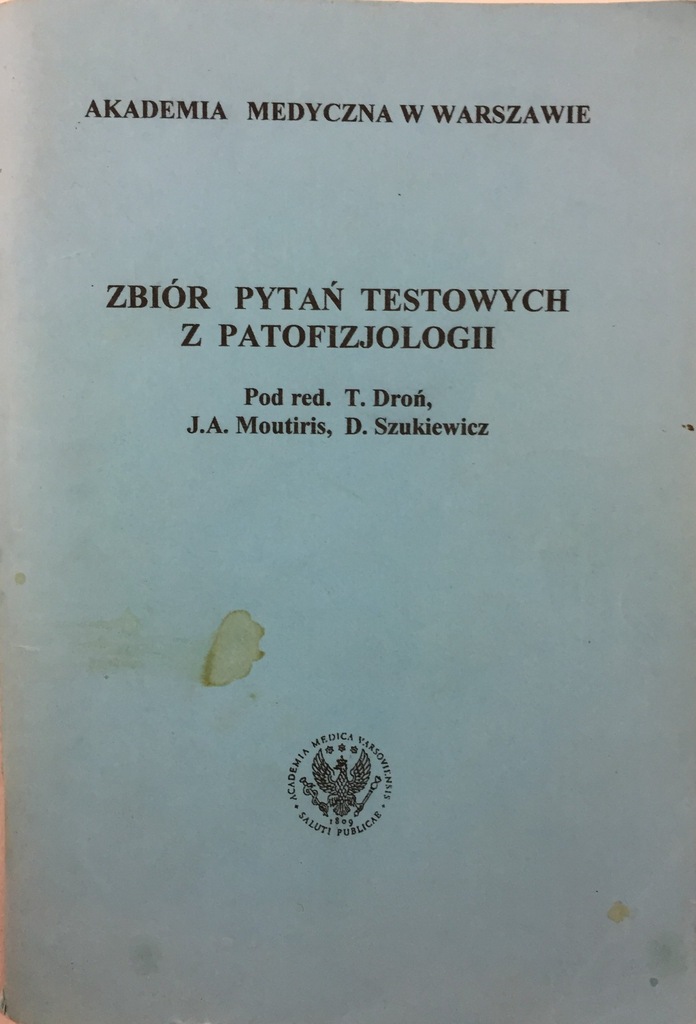 AKADEMIA MEDYCZNA W WARSZAWIE
ZBIÓR PYTAŃ TESTOWYCH
Z PATOFIZJOLOGII
Pod red. T. Droń,
J.A. Moutiris, D. Szukiewicz
ACADEMIA MEDICA VARSOVIENSIS
1809
SALUTI PUBLICAE